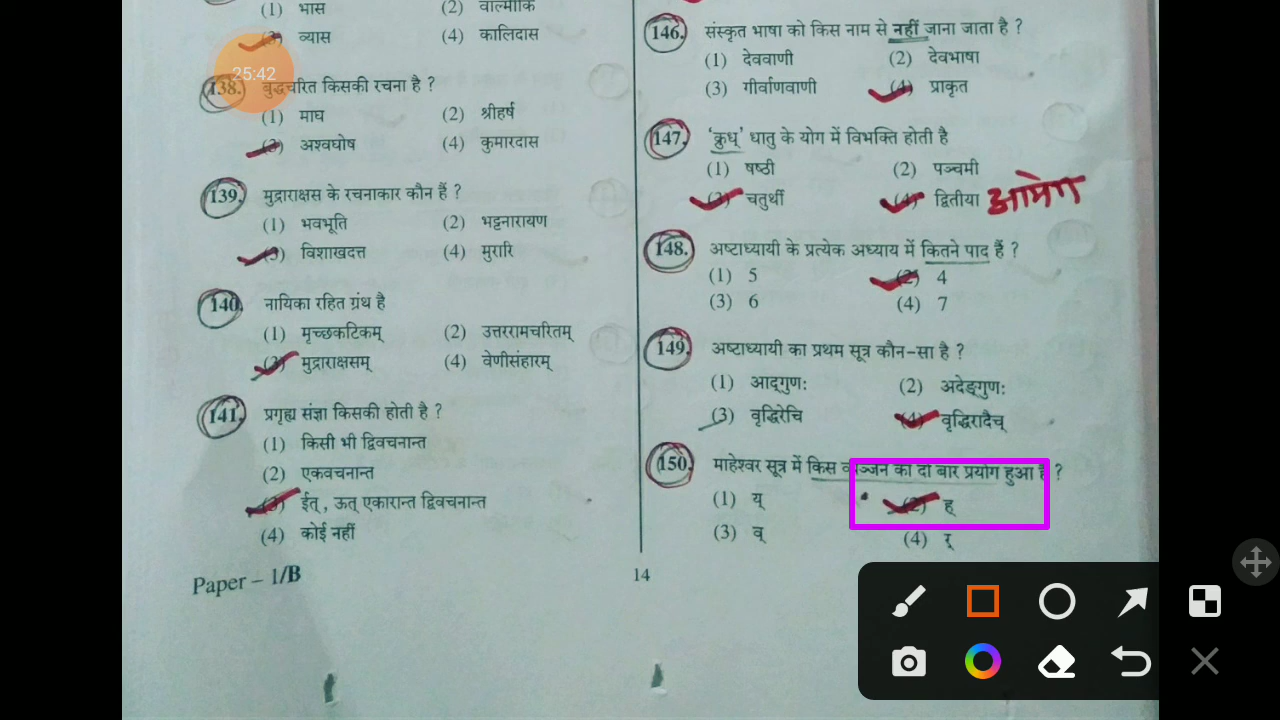 (1) भास (2) वाल्मीकि
(3) व्यास (4) कालिदास
25:42
138. बुद्धचरित किसकी रचना है ?
(1) माघ (2) श्रीहर्ष
(3) अश्वघोष (4) कुमारदास
139. मुद्राराक्षस के रचनाकार कौन हैं ?
(1) भवभूति (2) भट्टनारायण
(3) विशाखदत्त (4) मुरारि
140. नायिका रहित ग्रंथ है
(1) मृच्छकटिकम् (2) उत्तररामचरितम्
(3) मुद्राराक्षसम् (4) वेणीसंहारम्
141. प्रगृह्य संज्ञा किसकी होती है ?
(1) किसी भी द्विवचनान्त
(2) एकवचनान्त
(3) ईत्, ऊत् एकारान्त द्विवचनान्त
(4) कोई नहीं
Paper – 1/B
146. संस्कृत भाषा को किस नाम से नहीं जाना जाता है ?
(1) देववाणी (2) देवभाषा
(3) गीर्वाणवाणी (4) प्राकृत
147. 'क्रुध्' धातु के योग में विभक्ति होती है
(1) षष्ठी (2) पञ्चमी
(3) चतुर्थी (4) द्वितीया
148. अष्टाध्यायी के प्रत्येक अध्याय में कितने पाद हैं ?
(1) 5 (2) 4
(3) 6 (4) 7
149. अष्टाध्यायी का प्रथम सूत्र कौन-सा है ?
(1) आद्गुणः (2) अदेङ्गुणः
(3) वृद्धिरेचि (4) वृद्धिरादैच्
150. माहेश्वर सूत्र में किस व्यञ्जन का दो बार प्रयोग हुआ है ?
(1) य् (2) ह्
(3) व् (4) र्
14